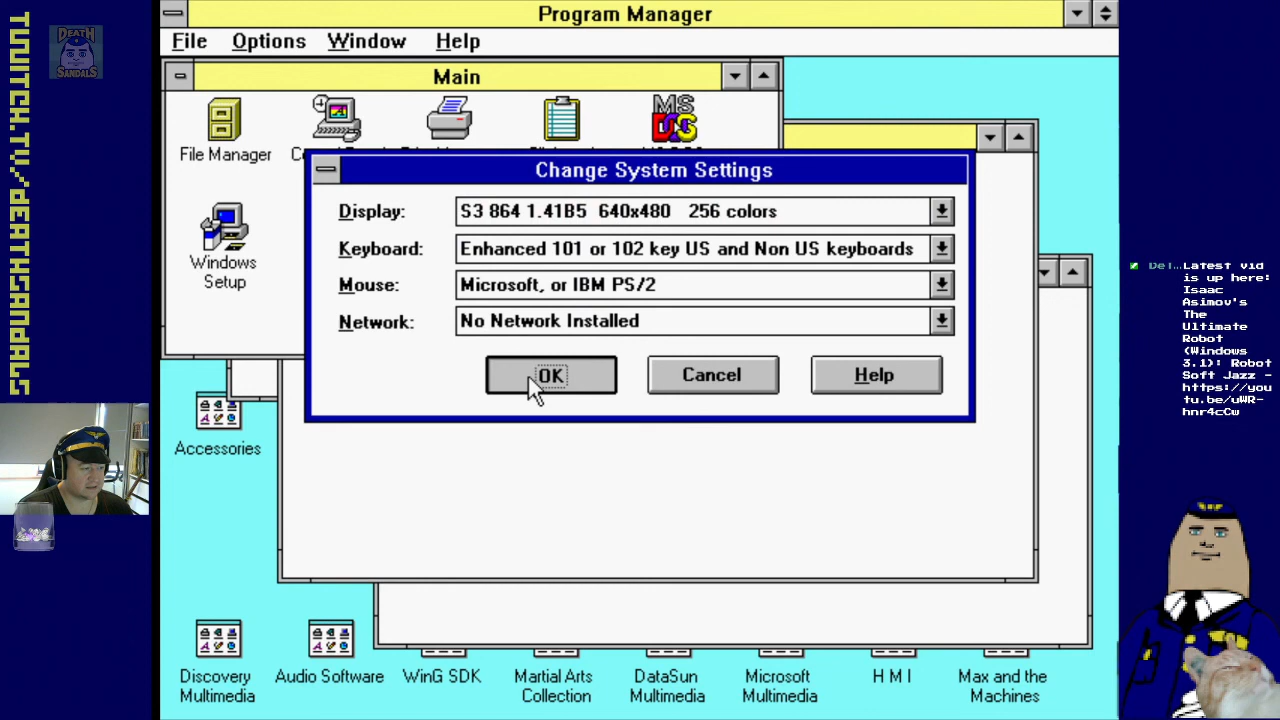 TWITCH.TV/DEATHSANDALS
DEATH
SANDALS
Program Manager
File Options Window Help
Main
File Manager
MS
Windows
Setup
Change System Settings
Display: S3 864 1.41B5 640x480 256 colors
Keyboard: Enhanced 101 or 102 key US and Non US keyboards
Mouse: Microsoft, or IBM PS/2
Network: No Network Installed
OK Cancel Help
Accessories
Discovery
Multimedia
Audio Software
WinG SDK
Martial Arts
Collection
DataSun
Multimedia
Microsoft
Multimedia
H M I
Max and the
Machines
Latest vid
is up here:
Isaac
Asimov's
The
Ultimate
Robot
(Windows
3.1): Robot
Soft Jazz -
https://you
tu.be/uWR-
hnr4cCw